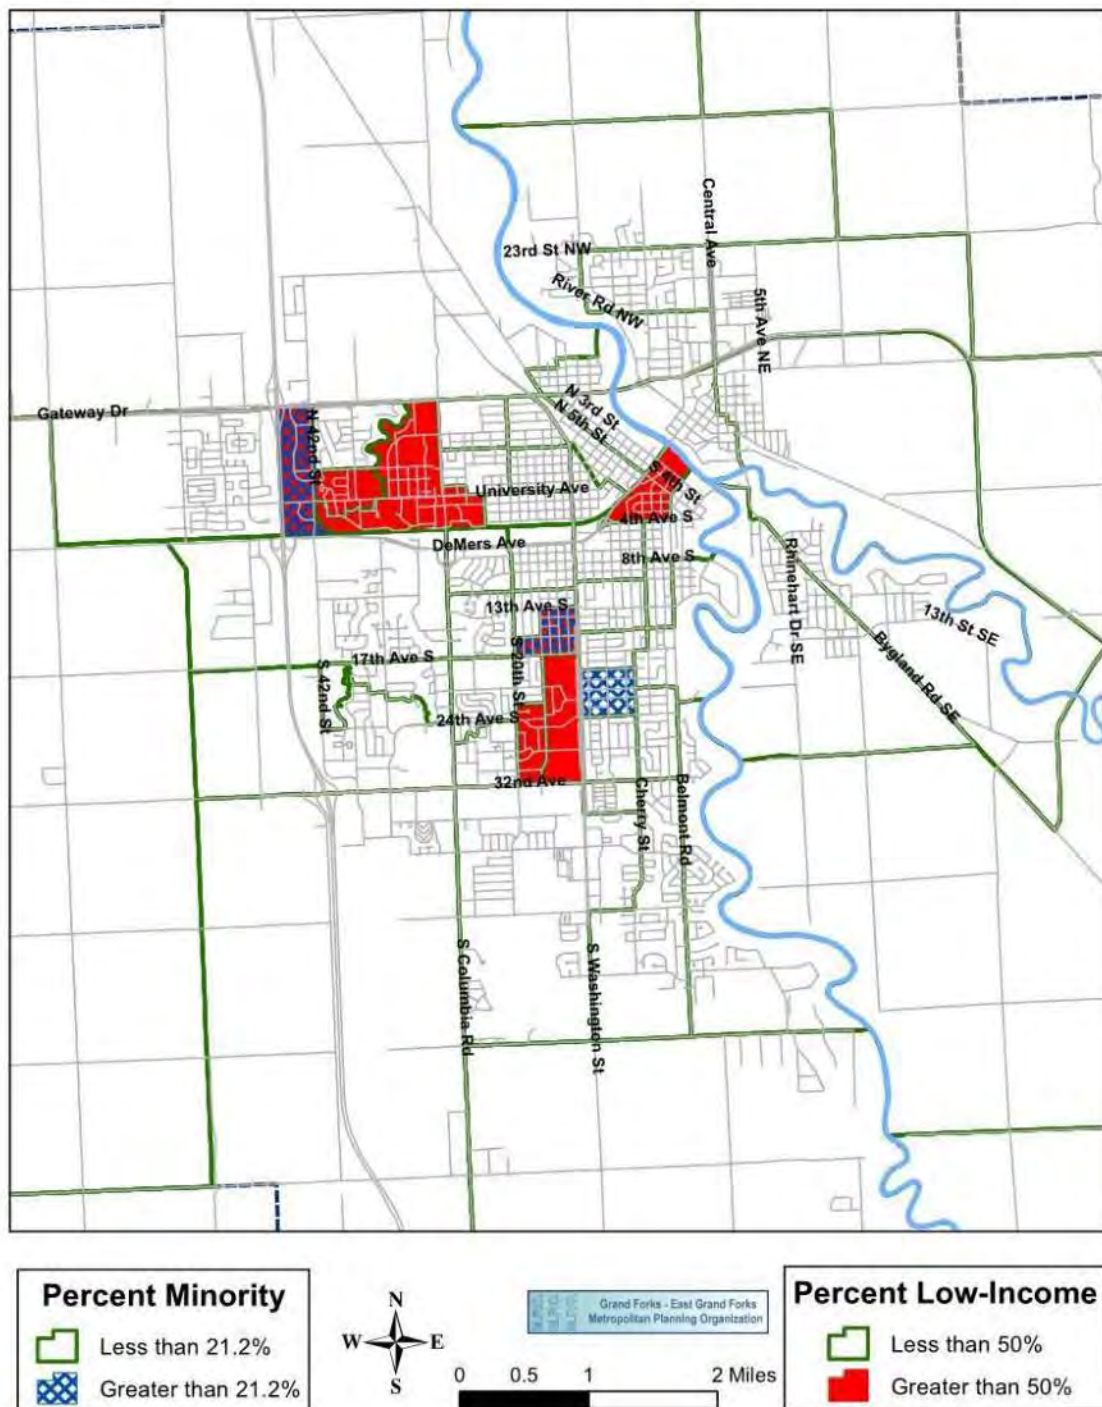 Central Ave
23rd St NW
River Rd NW
5th Ave NE
Gateway Dr
N 42nd St
N 3rd St
N 5th St
University Ave
S 4th St
4th Ave S
DeMers Ave
8th Ave S
Rhinehart Dr SE
13th Ave S
13th St SE
17th Ave S
S 20th St
S 42nd St
Bygland Rd SE
24th Ave S
32nd Ave
Cherry St
Belmont Rd
S Columbia Rd
S Washington St
Percent Minority
Less than 21.2%
Greater than 21.2%
N
W E
S
Grand Forks - East Grand Forks
Metropolitan Planning Organization
0 0.5 1 2 Miles
Percent Low-Income
Less than 50%
Greater than 50%